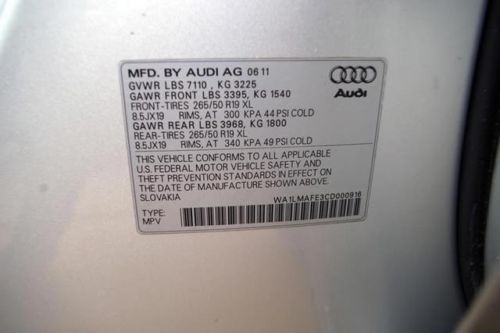 MFD. BY AUDI AG 06 11
GVWR LBS 7110 , KG 3225
GAWR FRONT LBS 3395, KG 1540
FRONT-TIRES 265/50 R19 XL
8.5JX19 RIMS, AT 300 KPA 44 PSI COLD
GAWR REAR LBS 3968, KG 1800
REAR-TIRES 265/50 R19 XL
8.5JX19 RIMS, AT 340 KPA 49 PSI COLD
Audi
THIS VEHICLE CONFORMS TO ALL APPLICABLE
U.S. FEDERAL MOTOR VEHICLE SAFETY AND
THEFT PREVENTION STANDARDS IN EFFECT ON
THE DATE OF MANUFACTURE SHOWN ABOVE.
SLOVAKIA
WA1LMAFE3CD000916
TYPE:
MPV